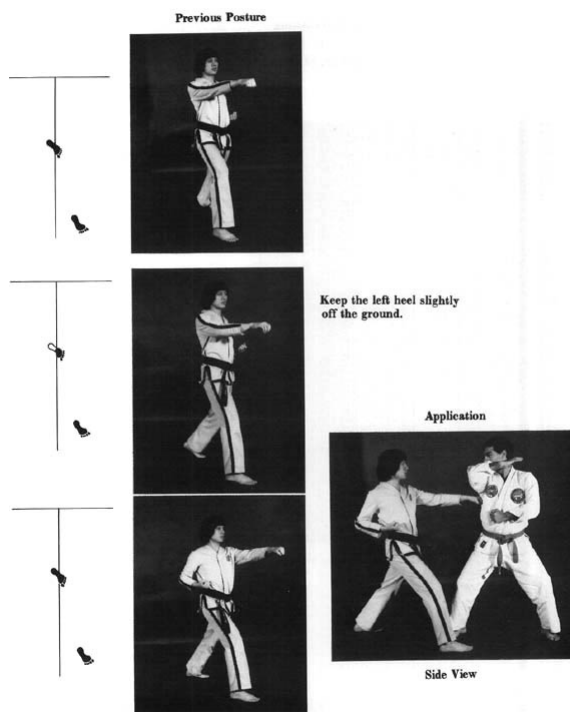 Previous Posture
Keep the left heel slightly
off the ground.
Application
Side View